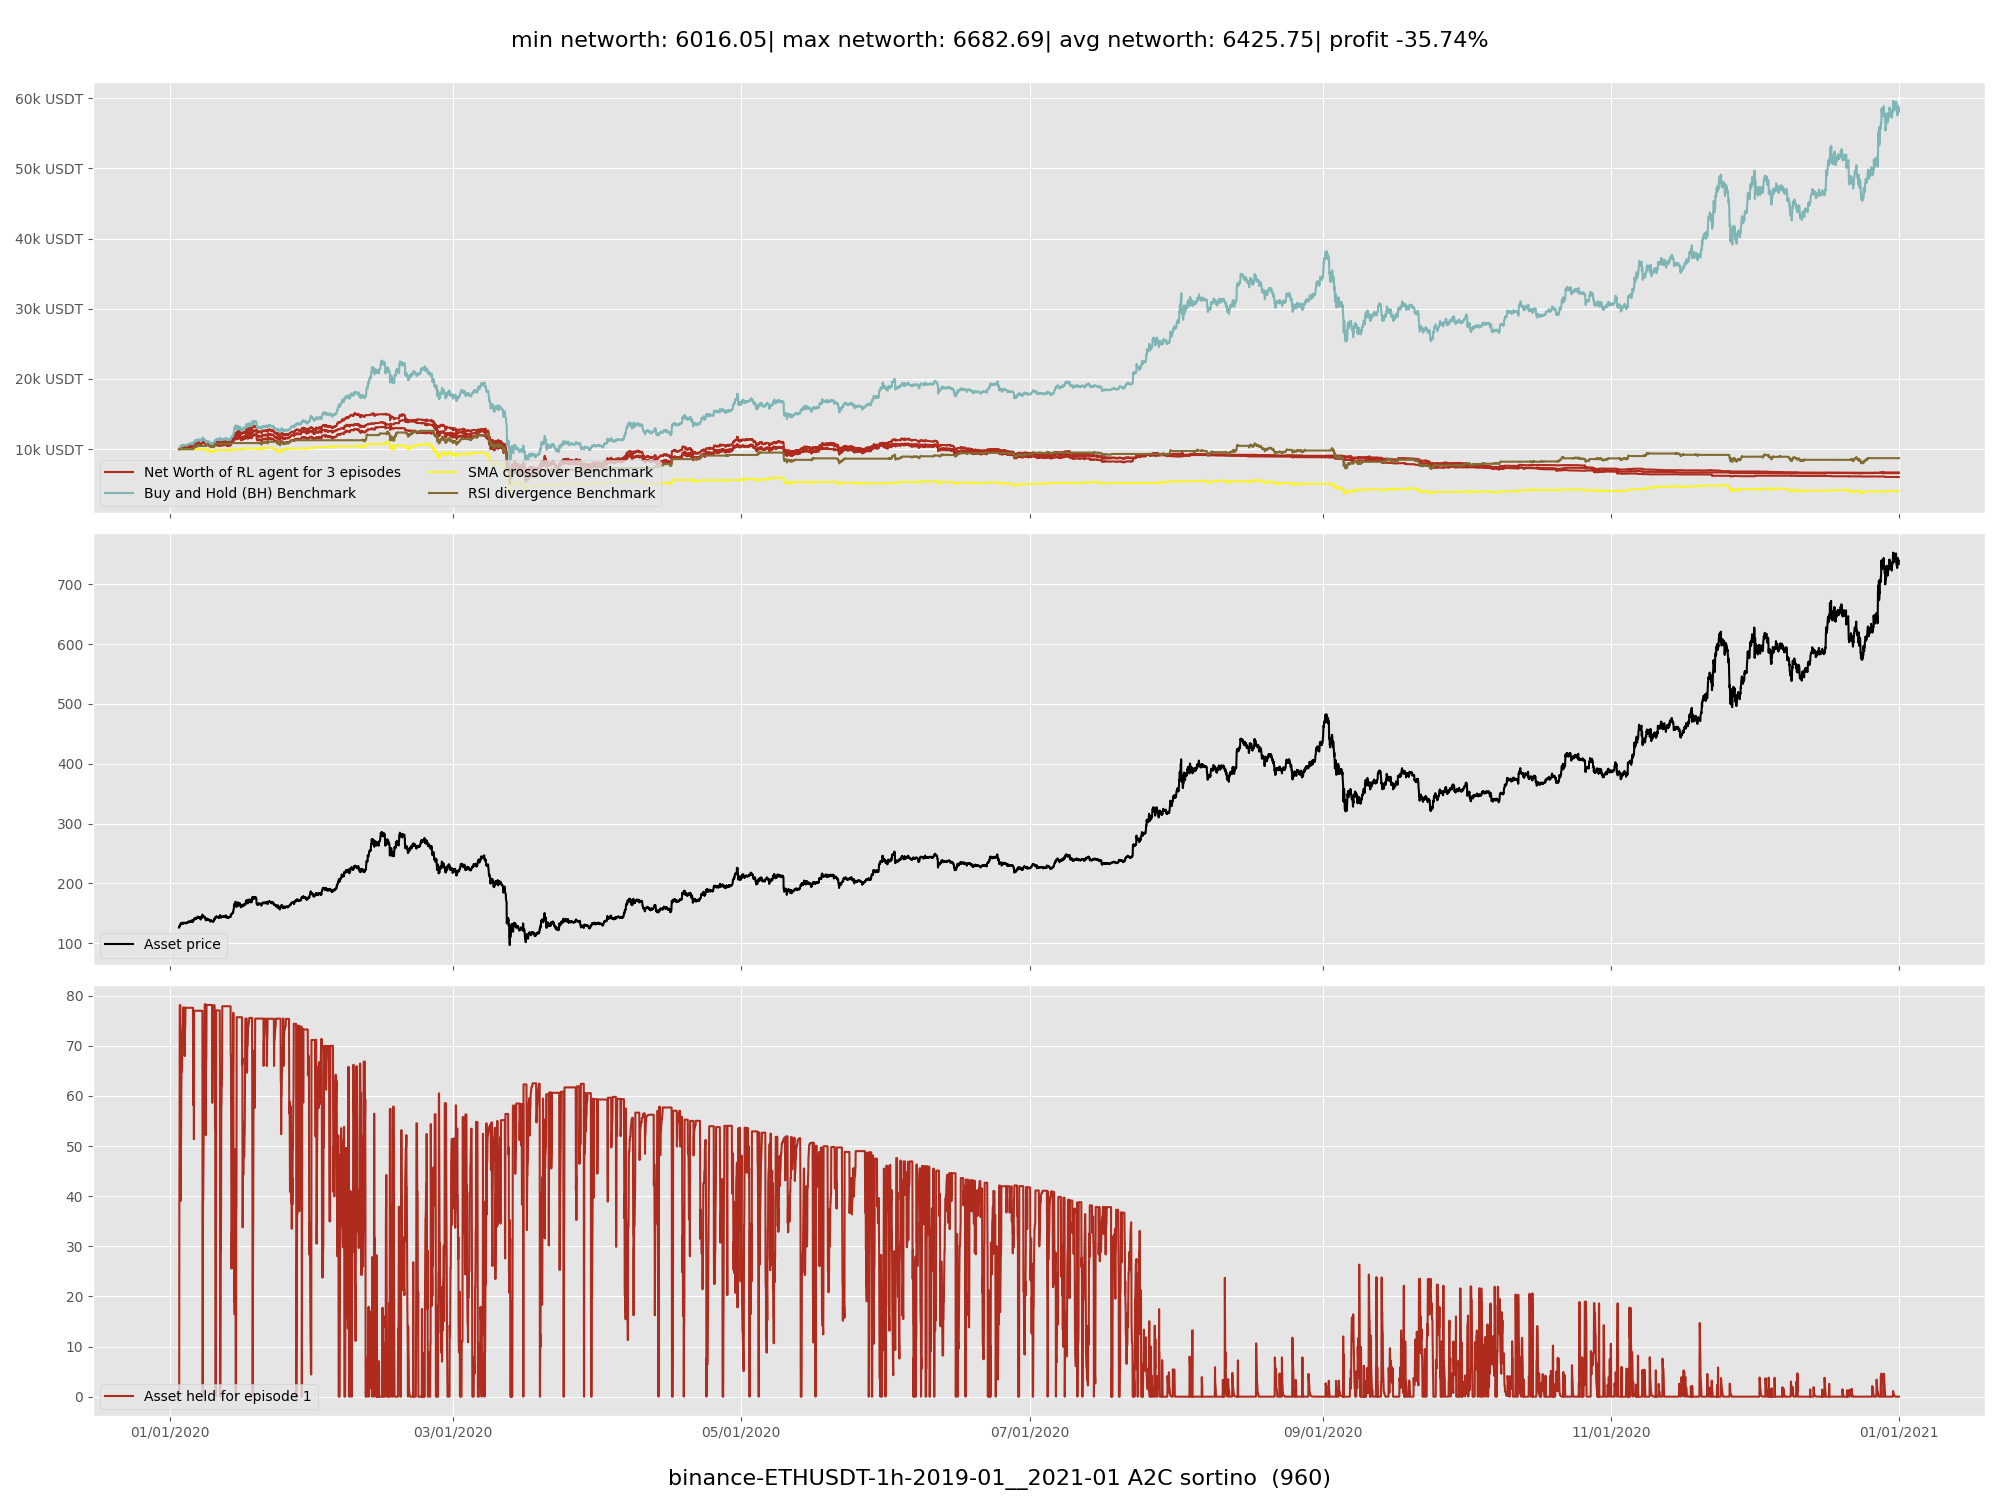 min networth: 6016.05| max networth: 6682.69| avg networth: 6425.75| profit -35.74%
60k USDT
50k USDT
40k USDT
30k USDT
20k USDT
10k USDT
Net Worth of RL agent for 3 episodes
Buy and Hold (BH) Benchmark
SMA crossover Benchmark
RSI divergence Benchmark
700
600
500
400
300
200
100
Asset price
80
70
60
50
40
30
20
10
0
Asset held for episode 1
01/01/2020 03/01/2020 05/01/2020 07/01/2020 09/01/2020 11/01/2020 01/01/2021
binance-ETHUSDT-1h-2019-01__2021-01 A2C sortino (960)